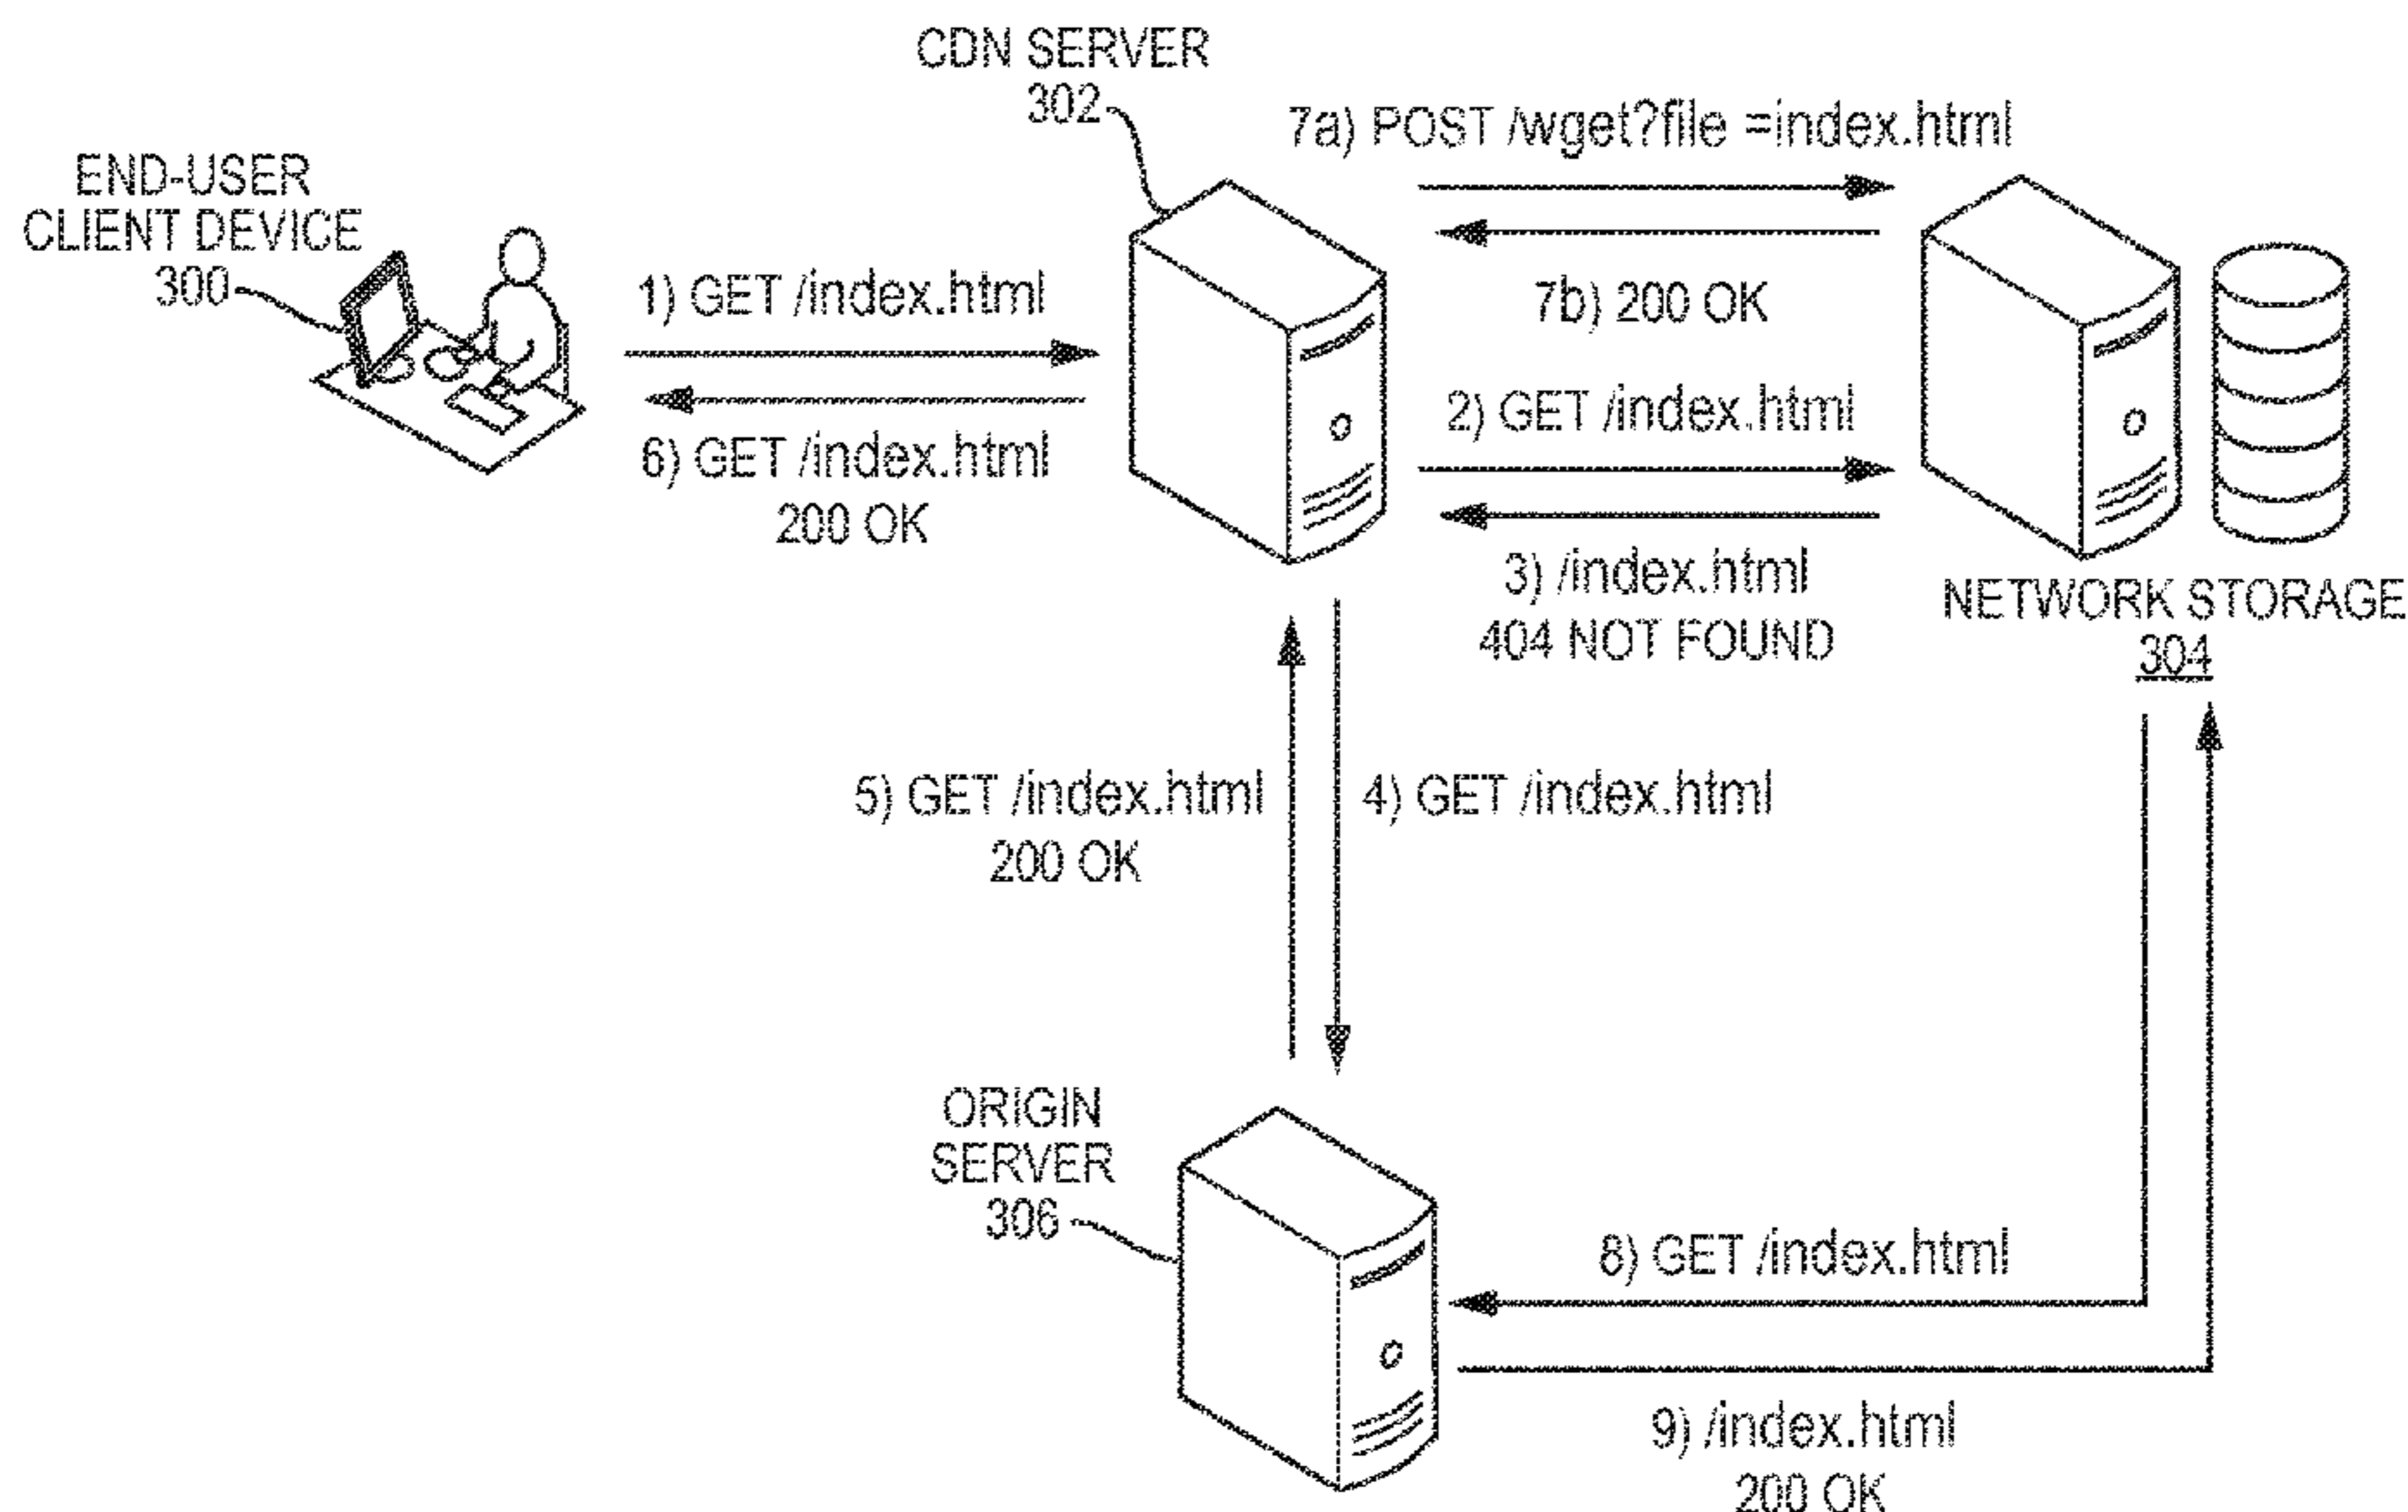 CDN SERVER
302
7a) POST /wget?file =index.html
END-USER
CLIENT DEVICE
300
1) GET /index.html
7b) 200 OK
2) GET /index.html
6) GET /index.html
200 OK
3) /index.html
404 NOT FOUND
NETWORK STORAGE
304
5) GET /index.html
200 OK
4) GET /index.html
ORIGIN
SERVER
306
8) GET /index.html
9) /index.html
200 OK